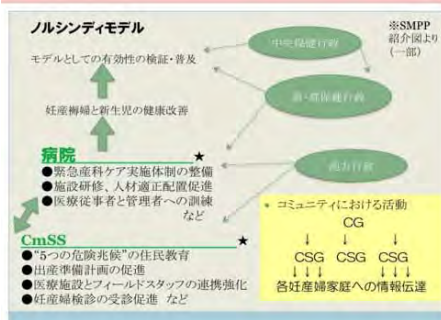 ノルシンディモデル
※SMPP
紹介図より
(一部)
中央保健行政
モデルとしての有効性の検証・普及
県・郡保健行政
妊産褥婦と新生児の健康改善
病院 ★
●緊急産科ケア実施体制の整備
●施設研修、人材適正配置促進
●医療従事者と管理者への訓練
など
地方行政
CmSS ★
●“5つの危険兆候”の住民教育
●出産準備計画の促進
●医療施設とフィールドスタッフの連携強化
●妊産婦検診の受診促進 など
* コミュニティにおける活動
CG
↓ ↓ ↓
CSG CSG CSG
↓ ↓ ↓
各妊産婦家庭への情報伝達